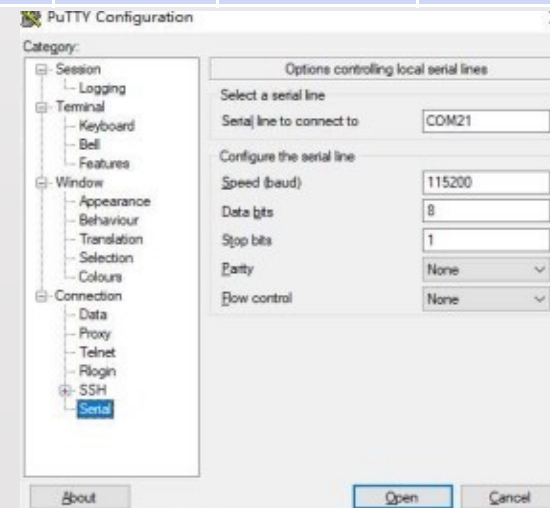 PuTTY Configuration
Category:
Session
Logging
Terminal
Keyboard
Bell
Features
Window
Appearance
Behaviour
Translation
Selection
Colours
Connection
Data
Proxy
Telnet
Rlogin
SSH
Serial
Options controlling local serial lines
Select a serial line
Serial line to connect to COM21
Configure the serial line
Speed (baud) 115200
Data bits 8
Stop bits 1
Parity None
Flow control None
About Open Cancel